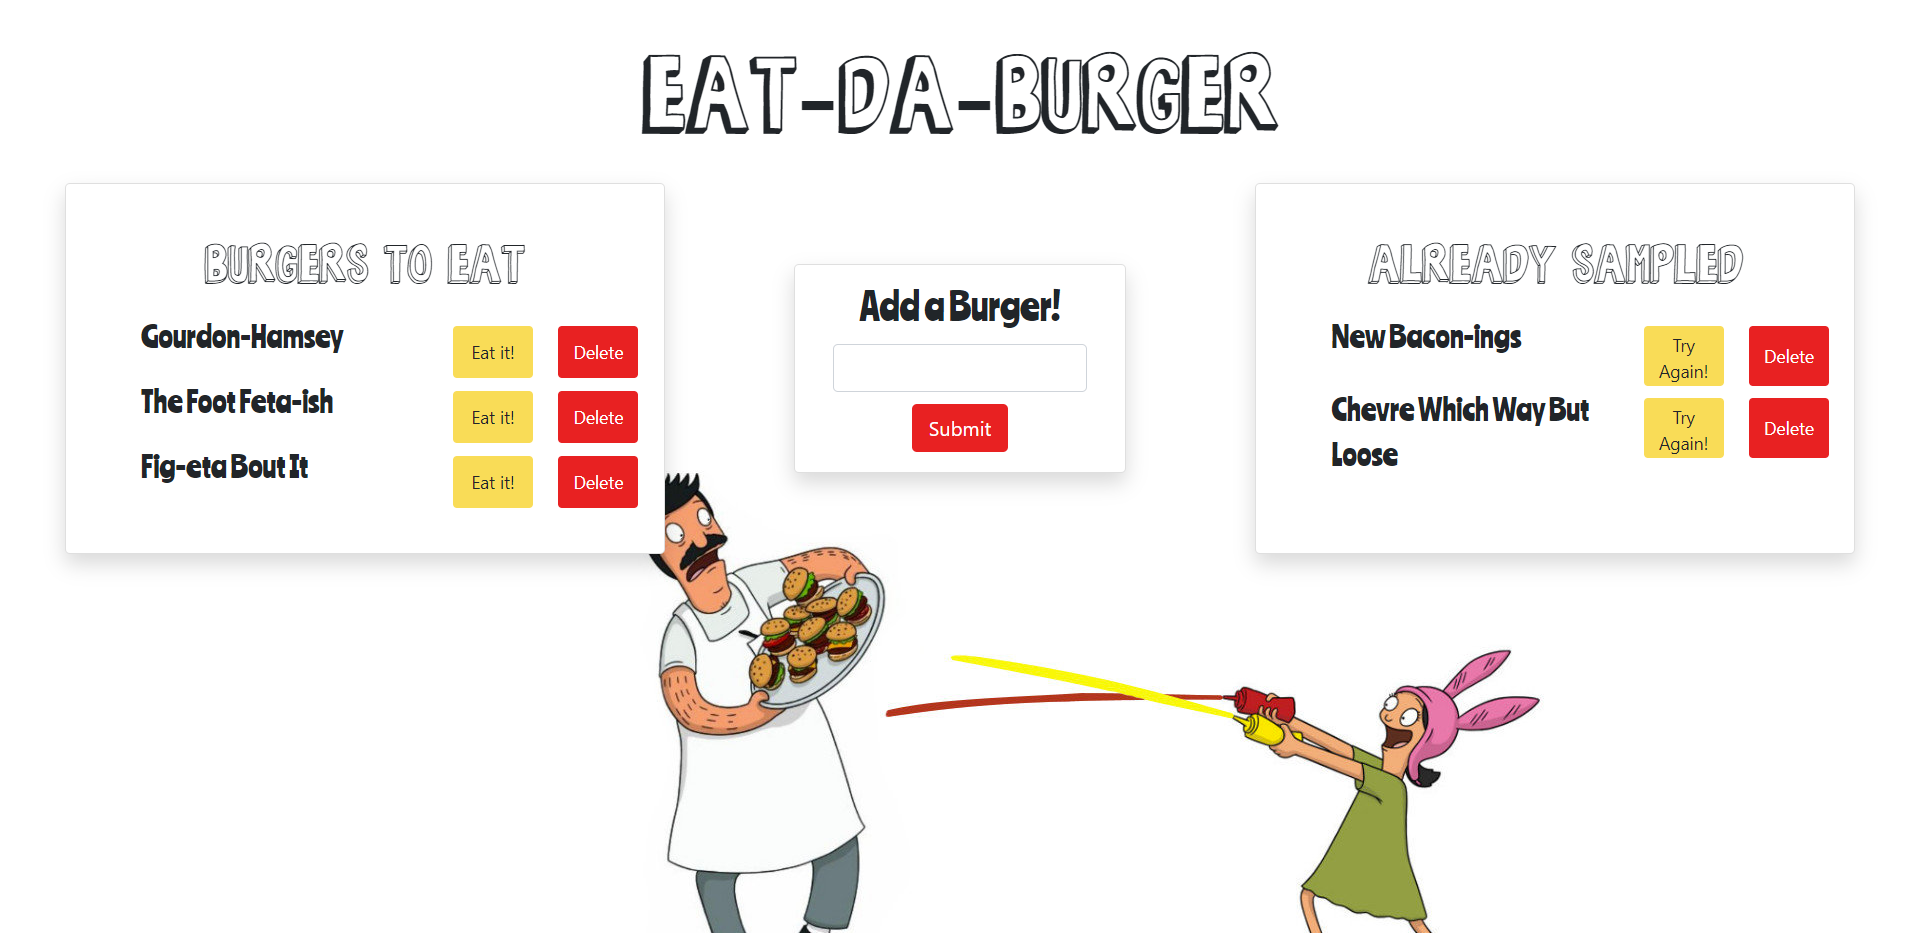 EAT-DA-BURGER
BURGERS TO EAT
Gourdon-Hamsey
Eat it!
Delete
The Foot Feta-ish
Eat it!
Delete
Fig-eta Bout It
Eat it!
Delete
Add a Burger!
Submit
ALREADY SAMPLED
New Bacon-ings
Try
Again!
Delete
Chevre Which Way But
Loose
Try
Again!
Delete